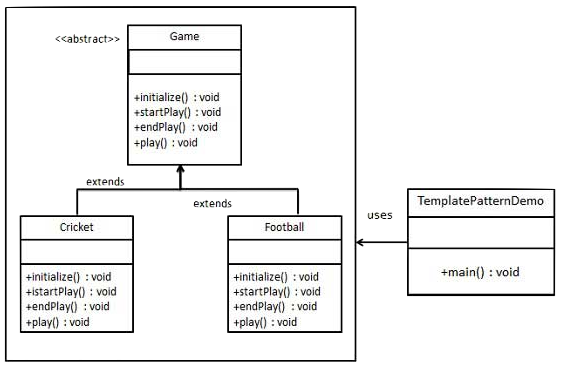 <<abstract>>
Game
+initialize() : void
+startPlay() : void
+endPlay() : void
+play() : void
extends
extends
Cricket
+initialize() : void
+istartPlay() : void
+endPlay() : void
+play() : void
Football
+initialize() : void
+startPlay() : void
+endPlay() : void
+play() : void
uses
TemplatePatternDemo
+main() : void